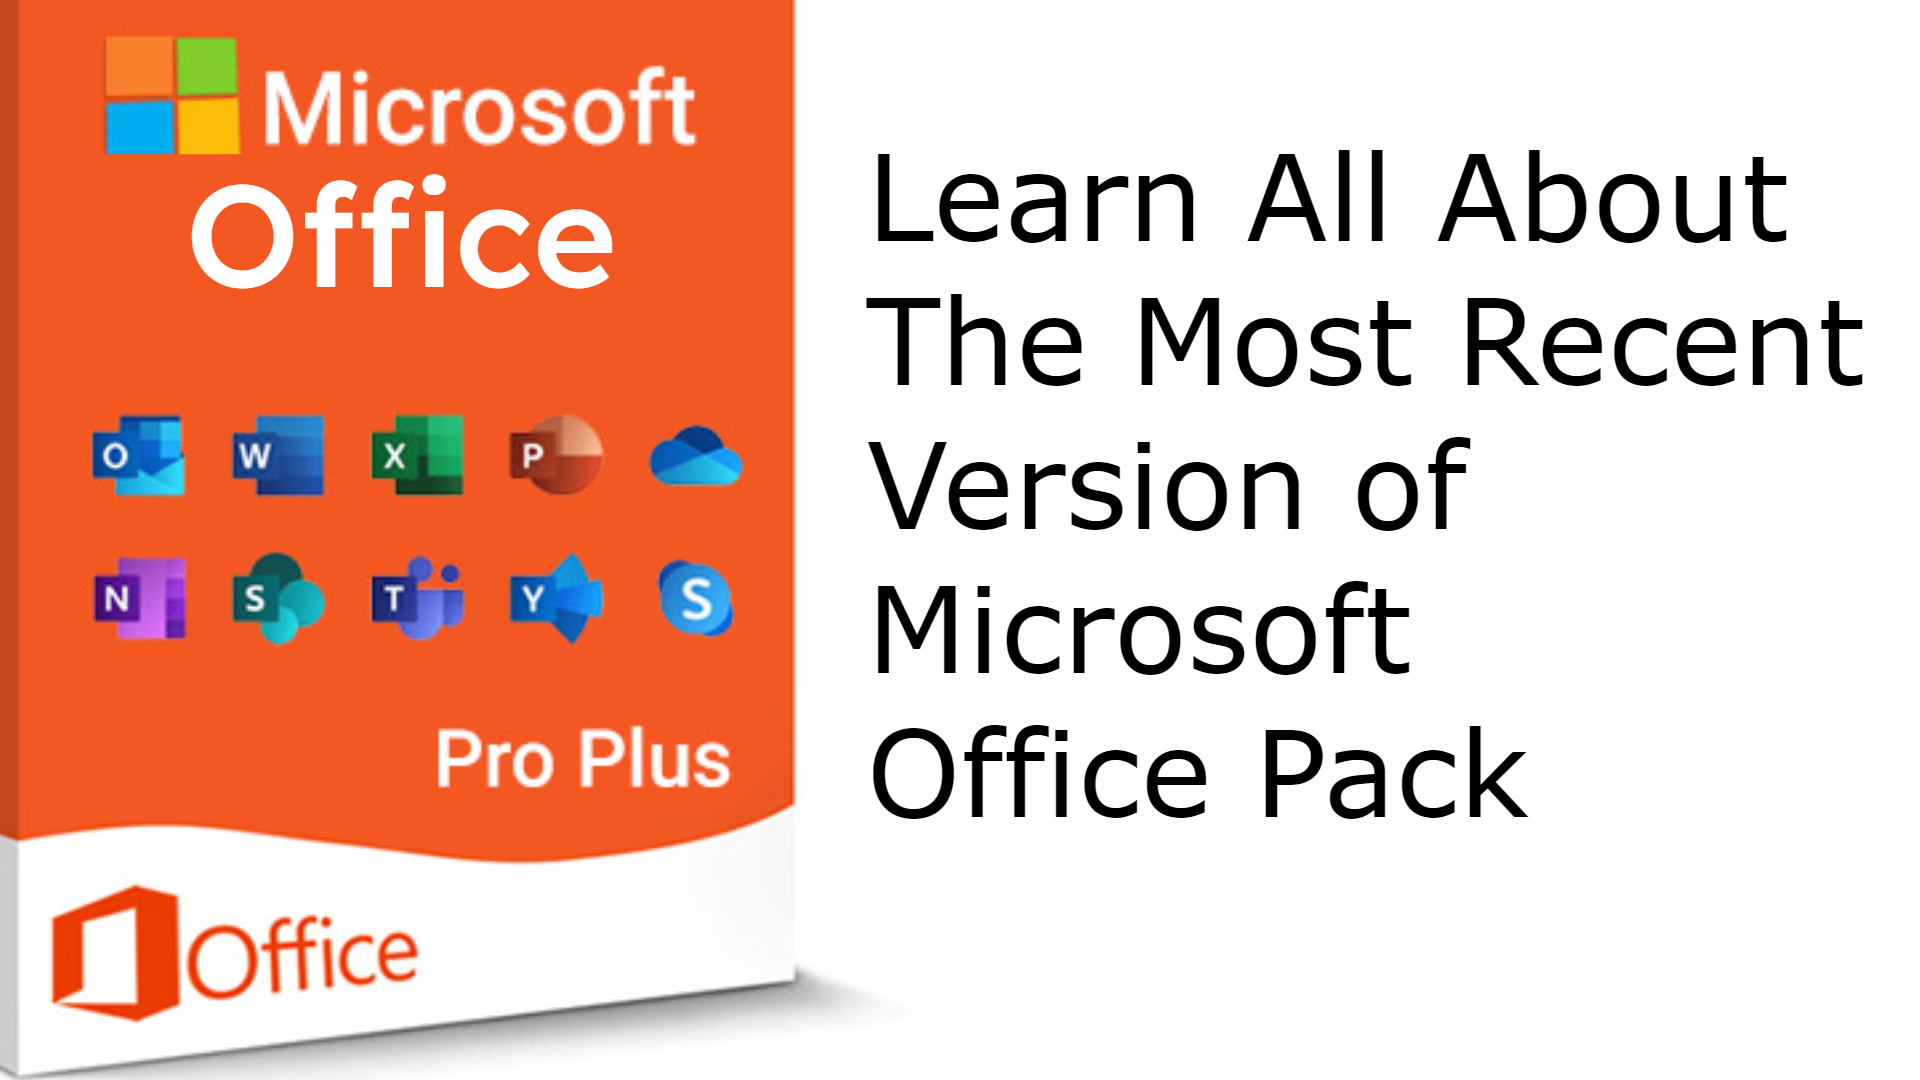 Microsoft
Office
O W X P
N S T Y S
Pro Plus
Office
Learn All About
The Most Recent
Version of
Microsoft
Office Pack